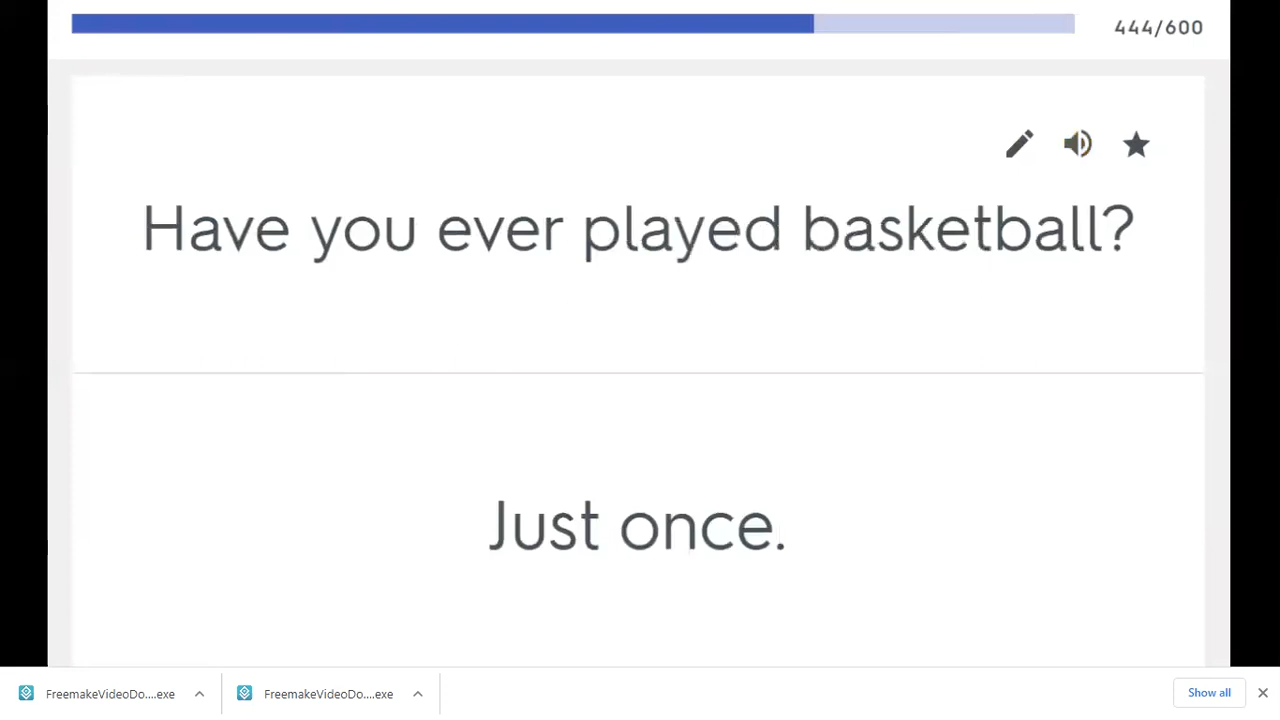 444/600
Have you ever played basketball?
Just once.
FreemakeVideoDo....exe
FreemakeVideoDo....exe
Show all